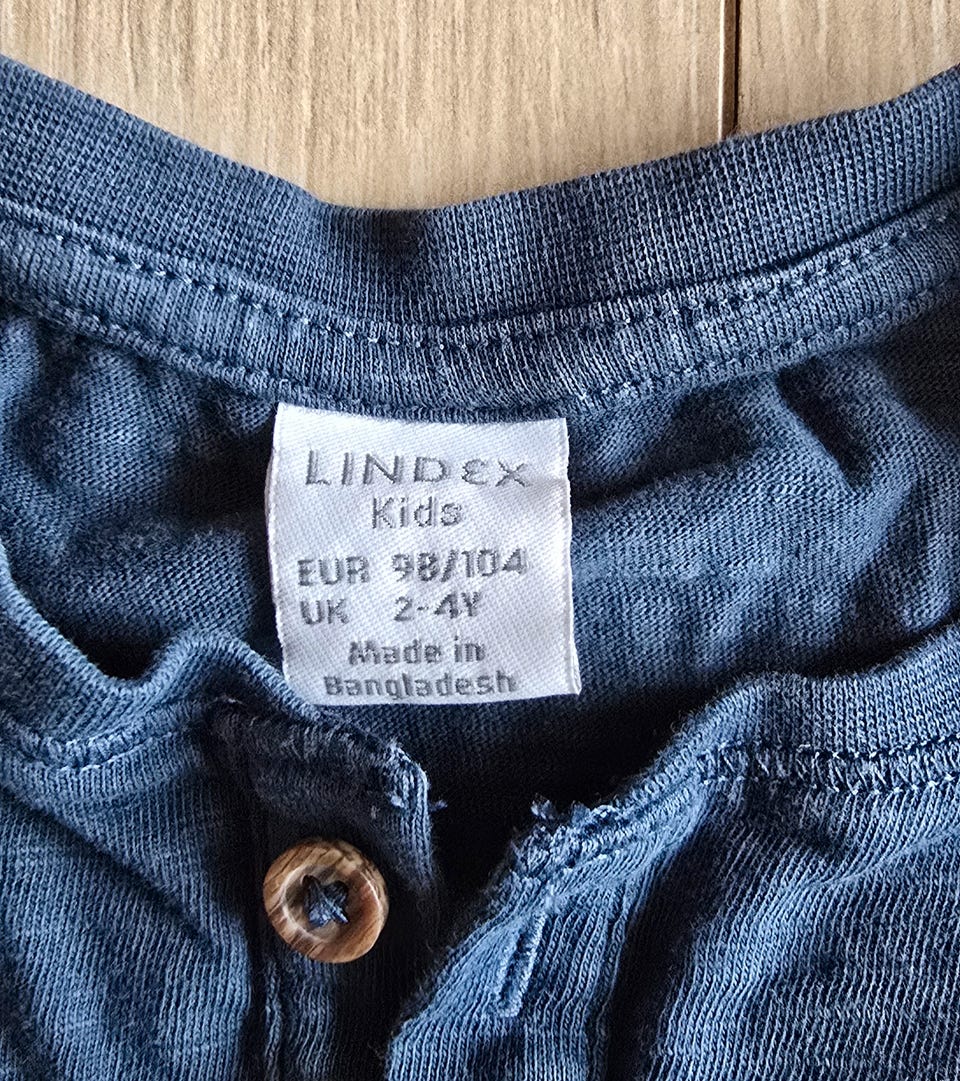 LINDEX
Kids
EUR 98/104
UK 2-4Y
Made in
Bangladesh